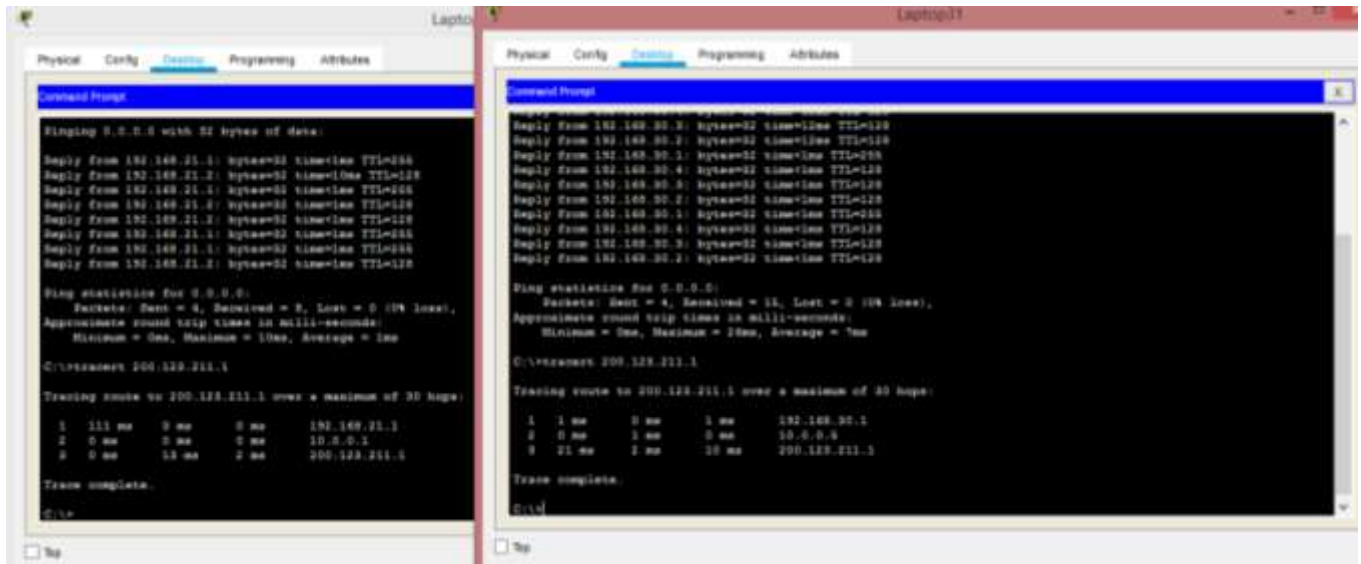 Lapto
Physical Config Desktop Programming Attributes
Command Prompt
Pinging 0.0.0.0 with 32 bytes of data:
Reply from 192.168.21.1: bytes=32 time<1ms TTL=255
Reply from 192.168.21.2: bytes=32 time=10ms TTL=128
Reply from 192.168.21.1: bytes=32 time<1ms TTL=255
Reply from 192.168.21.2: bytes=32 time<1ms TTL=128
Reply from 192.168.21.2: bytes=32 time<1ms TTL=128
Reply from 192.168.21.1: bytes=32 time<1ms TTL=255
Reply from 192.168.21.1: bytes=32 time<1ms TTL=255
Reply from 192.168.21.2: bytes=32 time<1ms TTL=128
Ping statistics for 0.0.0.0:
Packets: Sent = 4, Received = 8, Lost = 0 (0% loss),
Approximate round trip times in milli-seconds:
Minimum = 0ms, Maximum = 10ms, Average = 1ms
C:\>tracert 200.123.211.1
Tracing route to 200.123.211.1 over a maximum of 30 hops:
1 111 ms 0 ms 0 ms 192.168.21.1
2 0 ms 0 ms 0 ms 10.0.0.1
3 0 ms 13 ms 2 ms 200.123.211.1
Trace complete.
C:\>
Top
Laptop31
Physical Config Desktop Programming Attributes
Command Prompt
X
Reply from 192.168.30.3: bytes=32 time=12ms TTL=128
Reply from 192.168.30.2: bytes=32 time=12ms TTL=128
Reply from 192.168.30.1: bytes=32 time<1ms TTL=255
Reply from 192.168.30.4: bytes=32 time<1ms TTL=128
Reply from 192.168.30.3: bytes=32 time<1ms TTL=128
Reply from 192.168.30.2: bytes=32 time<1ms TTL=128
Reply from 192.168.30.1: bytes=32 time<1ms TTL=255
Reply from 192.168.30.4: bytes=32 time<1ms TTL=128
Reply from 192.168.30.3: bytes=32 time<1ms TTL=128
Reply from 192.168.30.2: bytes=32 time<1ms TTL=128
Ping statistics for 0.0.0.0:
Packets: Sent = 4, Received = Lost = 0 (0% loss),
Approximate round trip times in milli-seconds:
Minimum = 0ms, Maximum = Average = 7ms
C:\>tracert 200.123.211.1
Tracing route to 200.123.211.1 over a maximum of 30 hops:
1 1 ms 0 ms 1 ms 192.168.30.1
2 0 ms 1 ms 0 ms
3 21 ms 2 ms 10 ms 200.123.211.1
Trace complete.
C:\>
Top